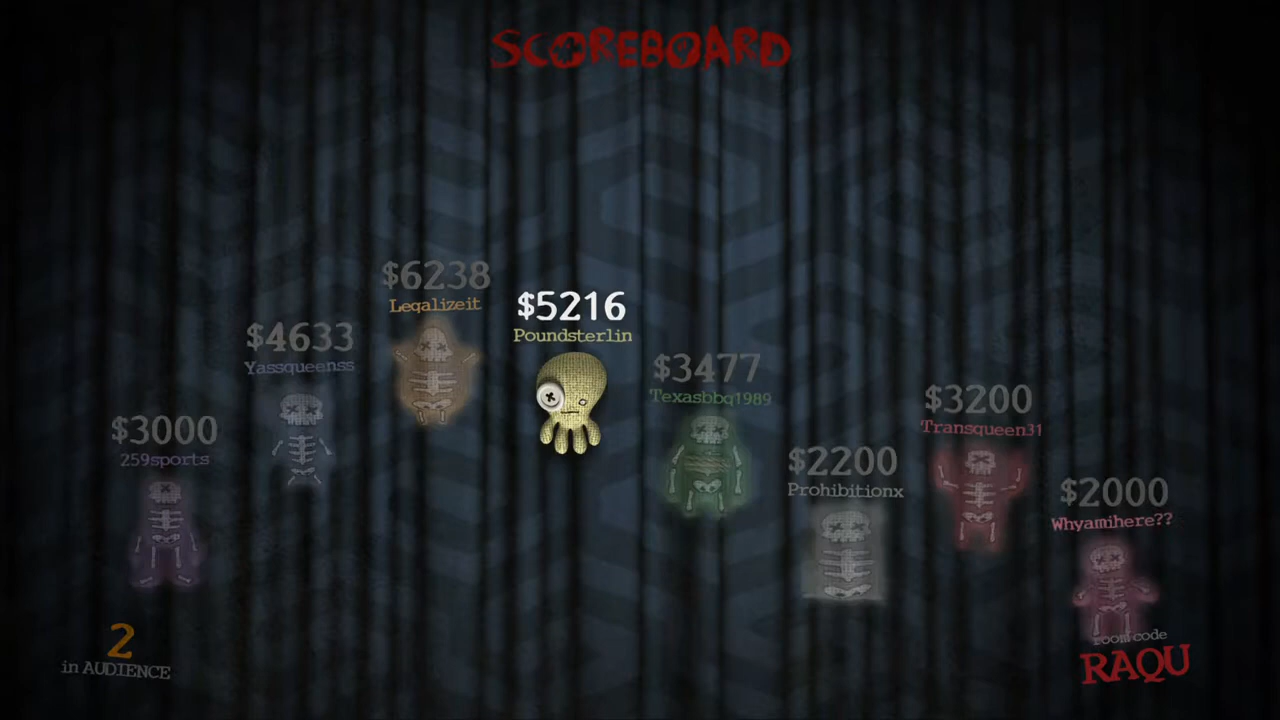 SCOREBOARD
$3000
259sports
$4633
Yassqueenss
$6238
Legalizeit
$5216
Poundsterlin
$3477
Texasbbq1989
$2200
Prohibitionx
$3200
Transqueen31
$2000
Whyamihere??
2
in AUDIENCE
room code
RAQU